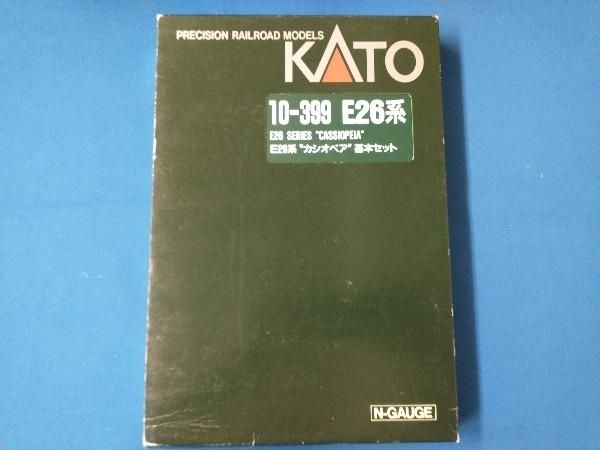 PRECISION RAILROAD MODELS
KATO
10-399 E26系
E26 SERIES "CASSIOPEIA"
E26系 "カシオペア" 基本セット
N-GAUGE